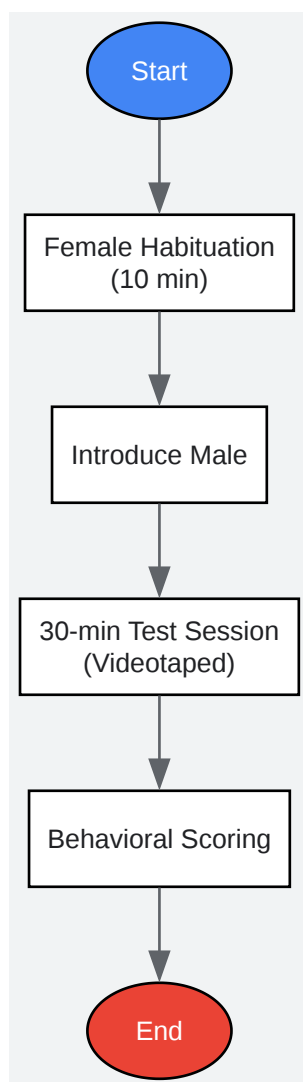 Start
Female Habituation
(10 min)
Introduce Male
30-min Test Session
(Videotaped)
Behavioral Scoring
End